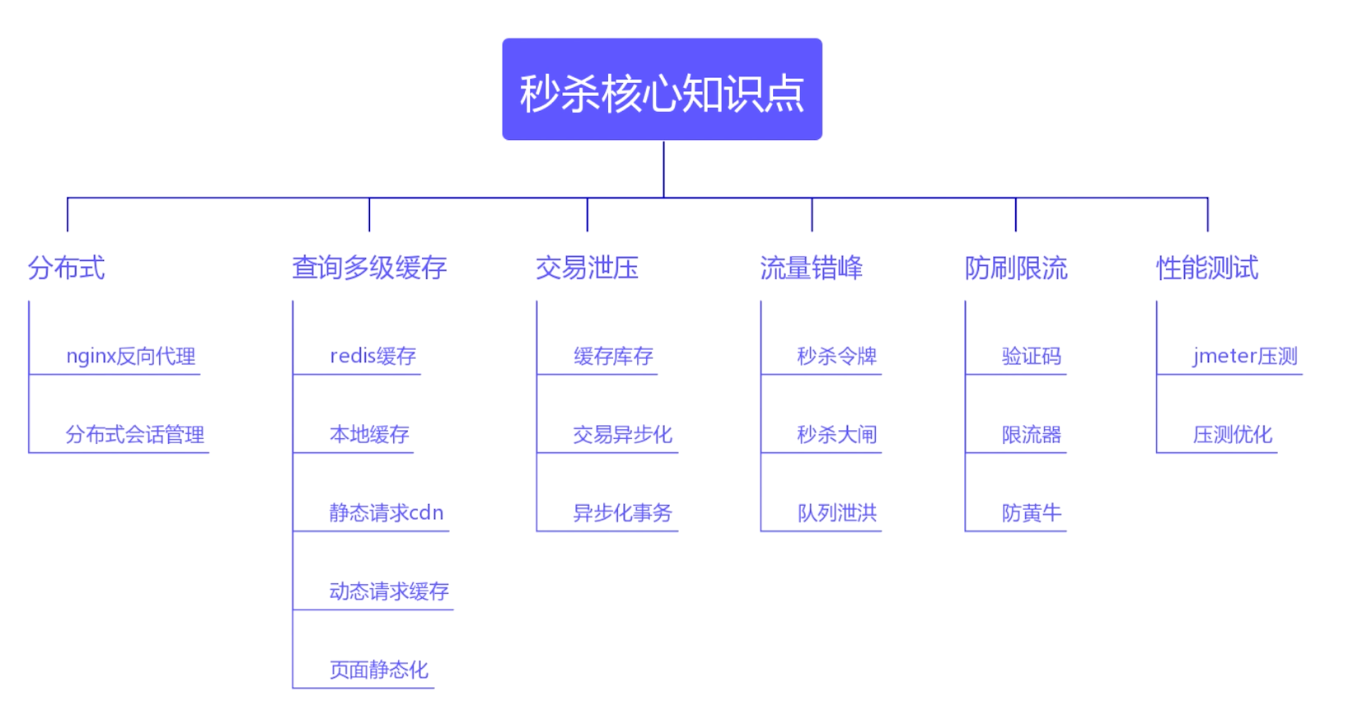 秒杀核心知识点
分布式
nginx反向代理
分布式会话管理
查询多级缓存
redis缓存
本地缓存
静态请求cdn
动态请求缓存
页面静态化
交易泄压
缓存库存
交易异步化
异步化事务
流量错峰
秒杀令牌
秒杀大闸
队列泄洪
防刷限流
验证码
限流器
防黄牛
性能测试
jmeter压测
压测优化